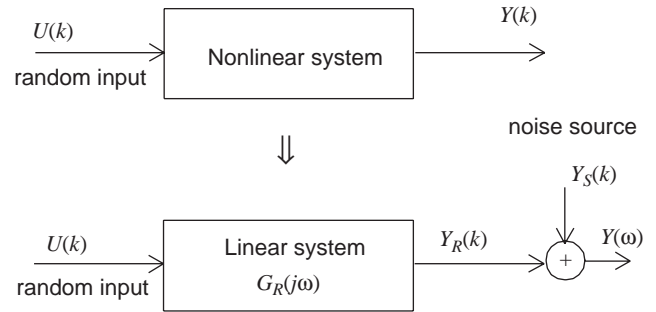 U(k)
Y(k)
Nonlinear system
random input
noise source
⇓
Y_S(k)
U(k)
Linear system
Y_R(k)
Y(ω)
+
random input
G_R(jω)